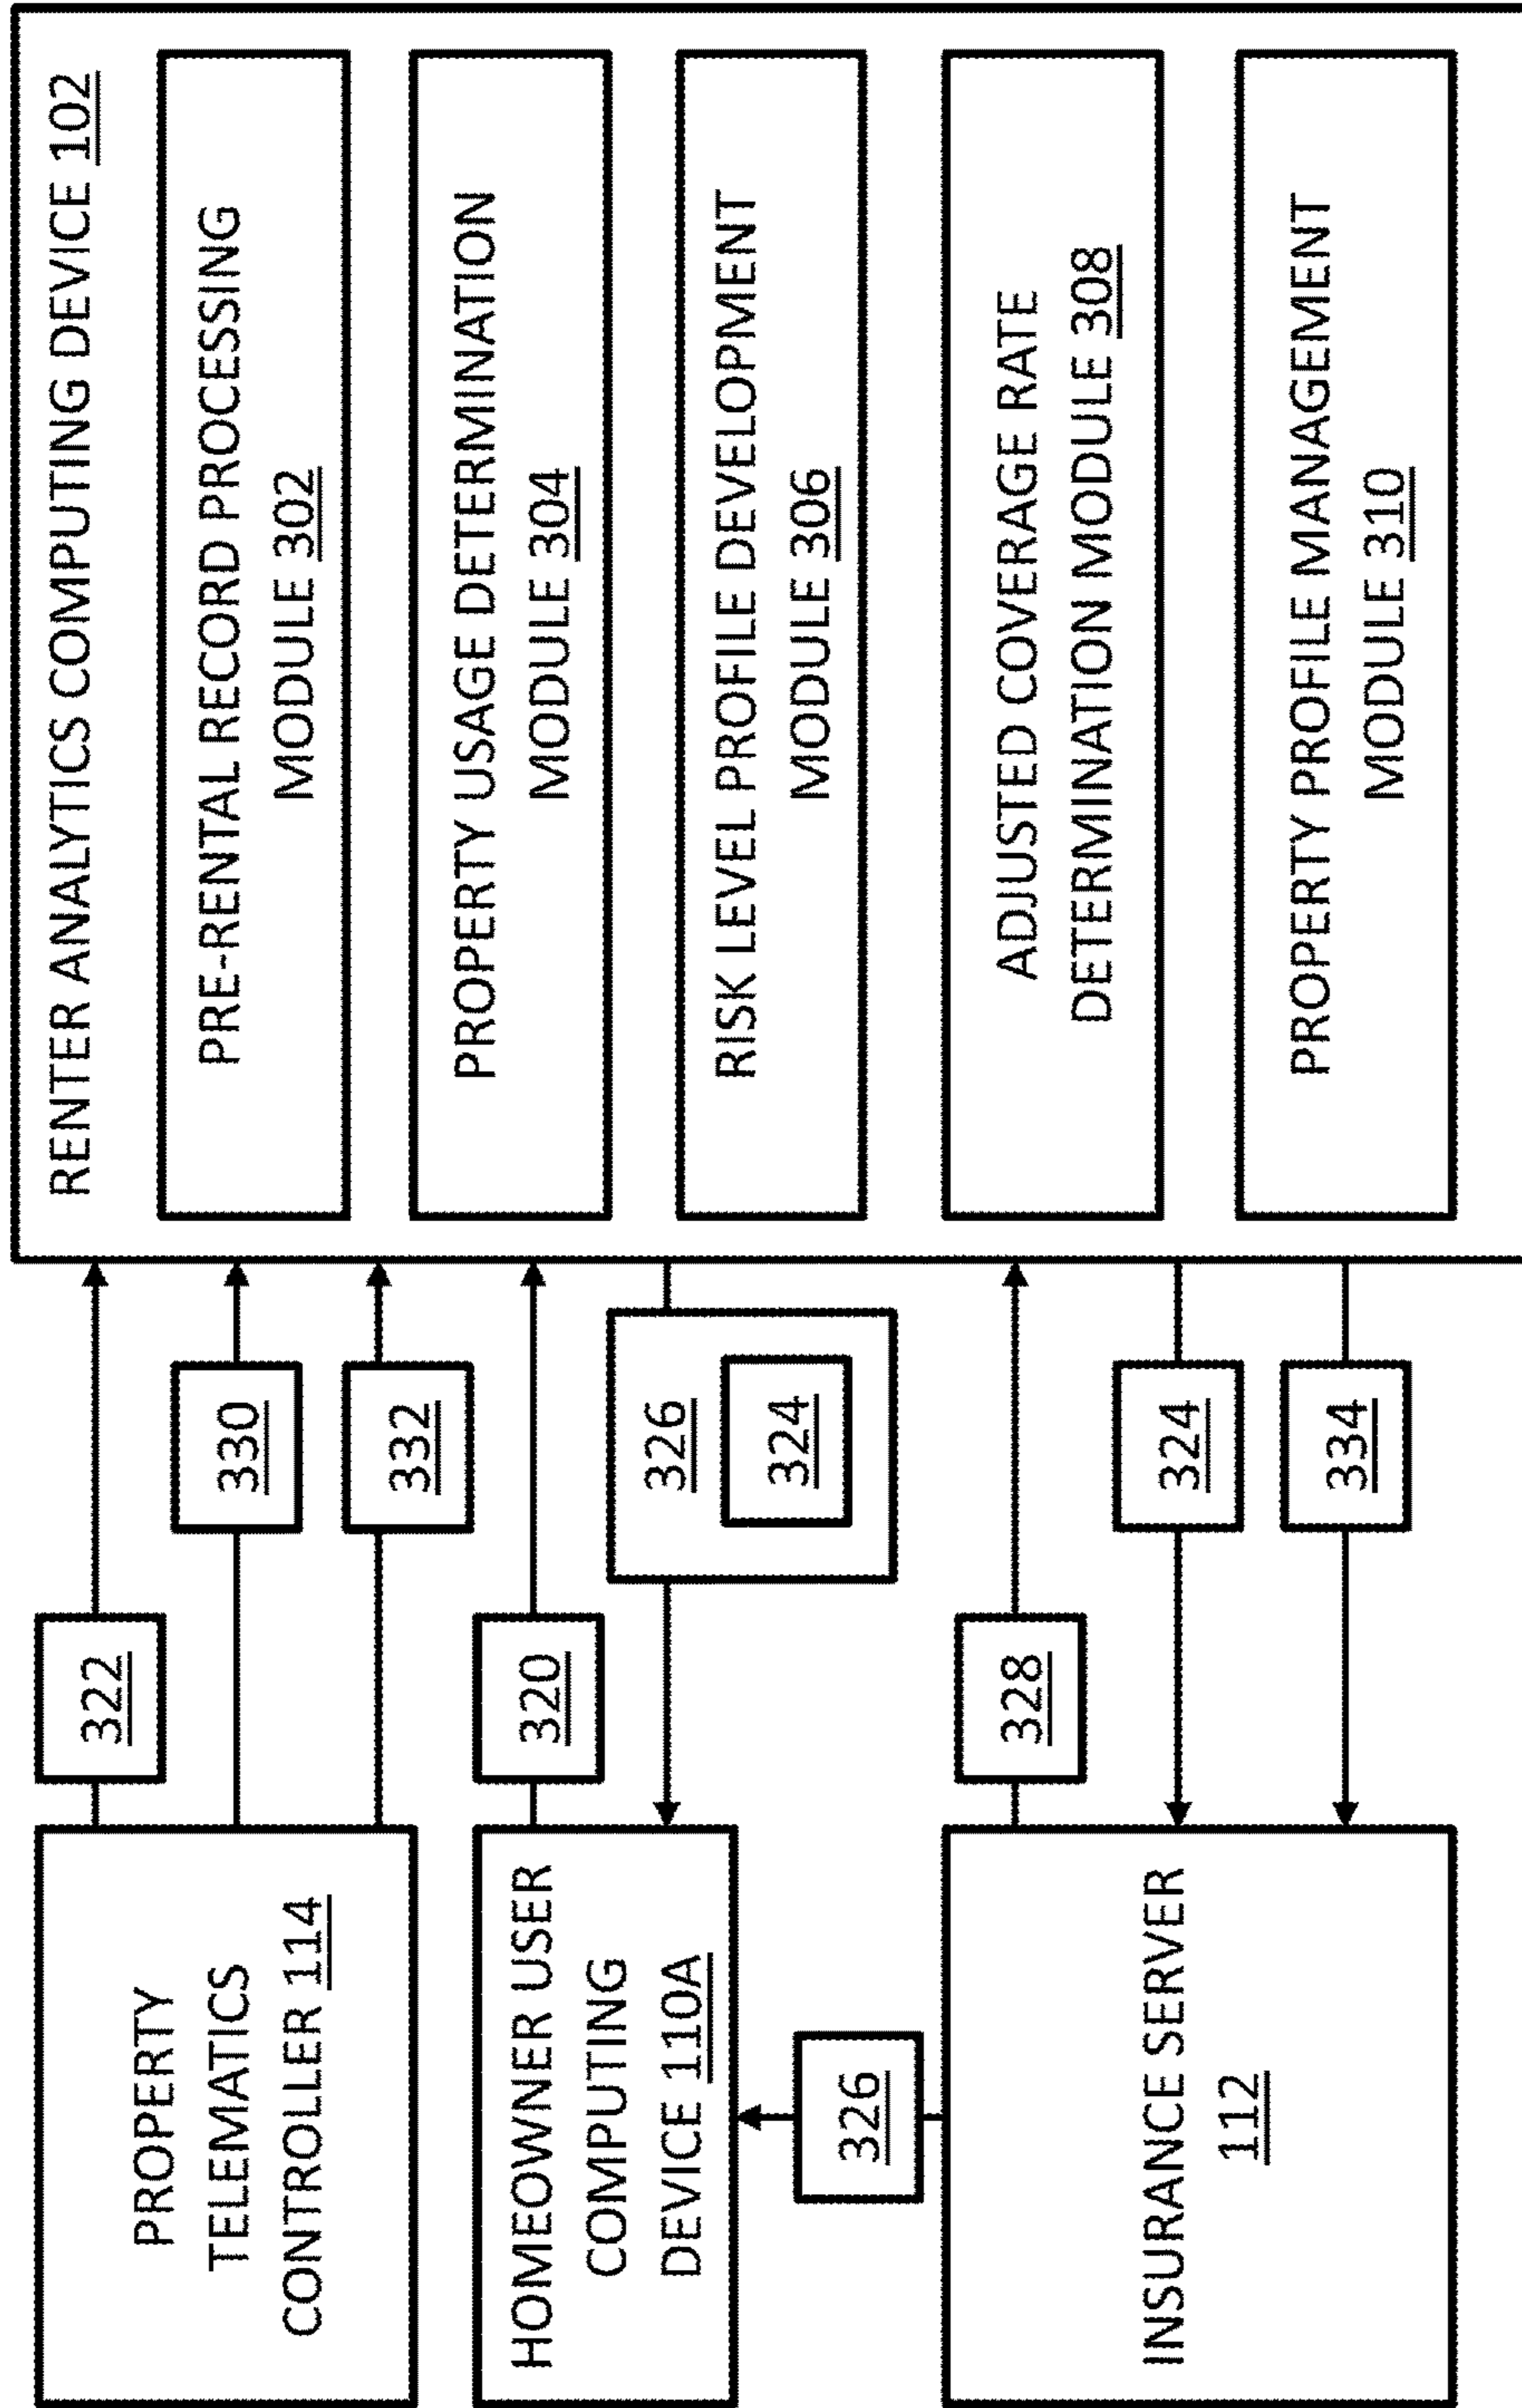 PROPERTY
TELEMATICS
CONTROLLER 114
322
330
332
HOMEOWNER USER
COMPUTING
DEVICE 110A
320
326
324
326
INSURANCE SERVER
112
328
324
334
RENTER ANALYTICS COMPUTING DEVICE 102
PRE-RENTAL RECORD PROCESSING
MODULE 302
PROPERTY USAGE DETERMINATION
MODULE 304
RISK LEVEL PROFILE DEVELOPMENT
MODULE 306
ADJUSTED COVERAGE RATE
DETERMINATION MODULE 308
PROPERTY PROFILE MANAGEMENT
MODULE 310